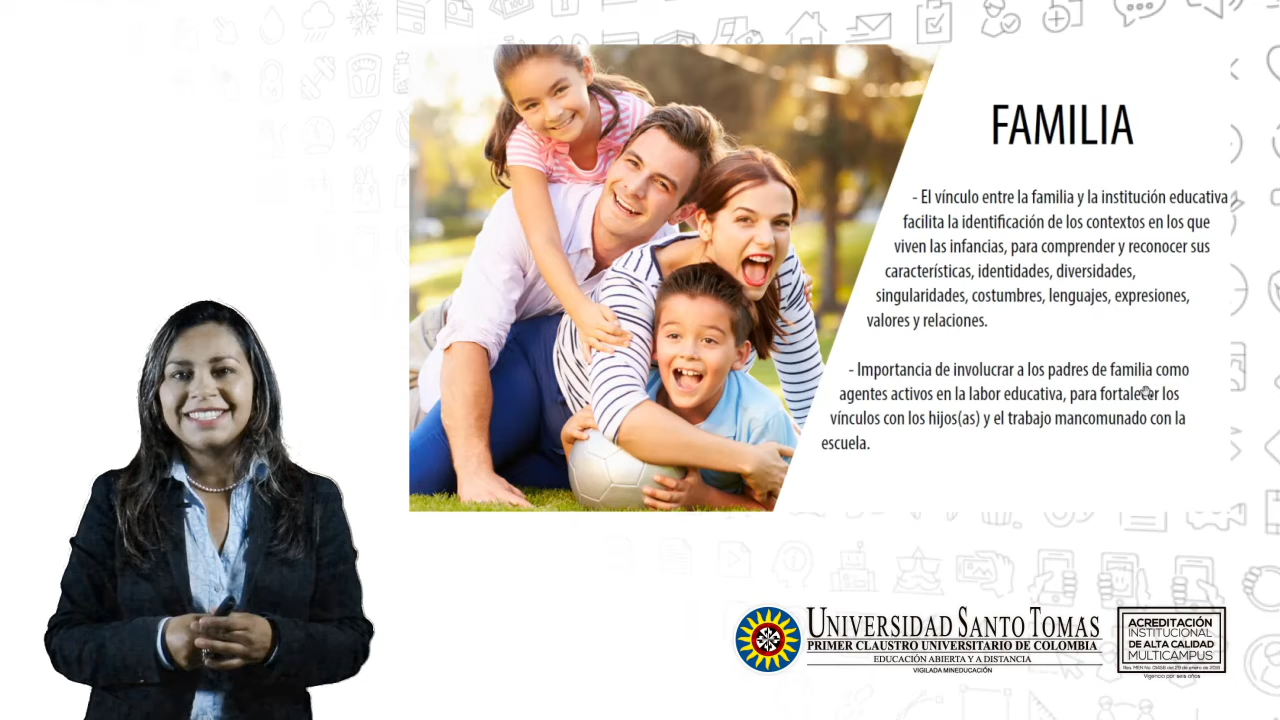 FAMILIA
- El vínculo entre la familia y la institución educativa
facilita la identificación de los contextos en los que
viven las infancias, para comprender y reconocer sus
características, identidades, diversidades,
singularidades, costumbres, lenguajes, expresiones,
valores y relaciones.
- Importancia de involucrar a los padres de familia como
agentes activos en la labor educativa, para fortalecer los
vínculos con los hijos(as) y el trabajo mancomunado con la
escuela.
UNIVERSIDAD SANTO TOMAS
PRIMER CLAUSTRO UNIVERSITARIO DE COLOMBIA
EDUCACIÓN ABIERTA Y A DISTANCIA
VIGILADA MINEDUCACIÓN
ACREDITACIÓN
INSTITUCIONAL
DE ALTA CALIDAD
MULTICAMPUS
Vigencia por seis años